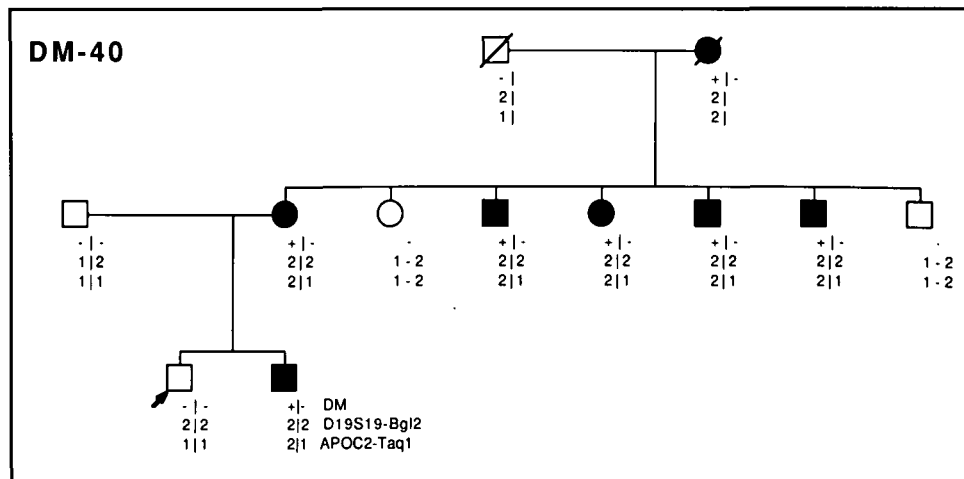 DM-40
- | + | -
2 | 2 |
1 | 2 |
- | - + | - - + | - + | - + | - + | - -
1 | 2 2 | 2 1 - 2 2 | 2 2 | 2 2 | 2 2 | 2 1 - 2
1 | 1 2 | 1 1 - 2 2 | 1 2 | 1 2 | 1 2 | 1 1 - 2
- | - + | - DM
2 | 2 2 | 2 D19S19-Bgl2
1 | 1 2 | 1 APOC2-Taq1